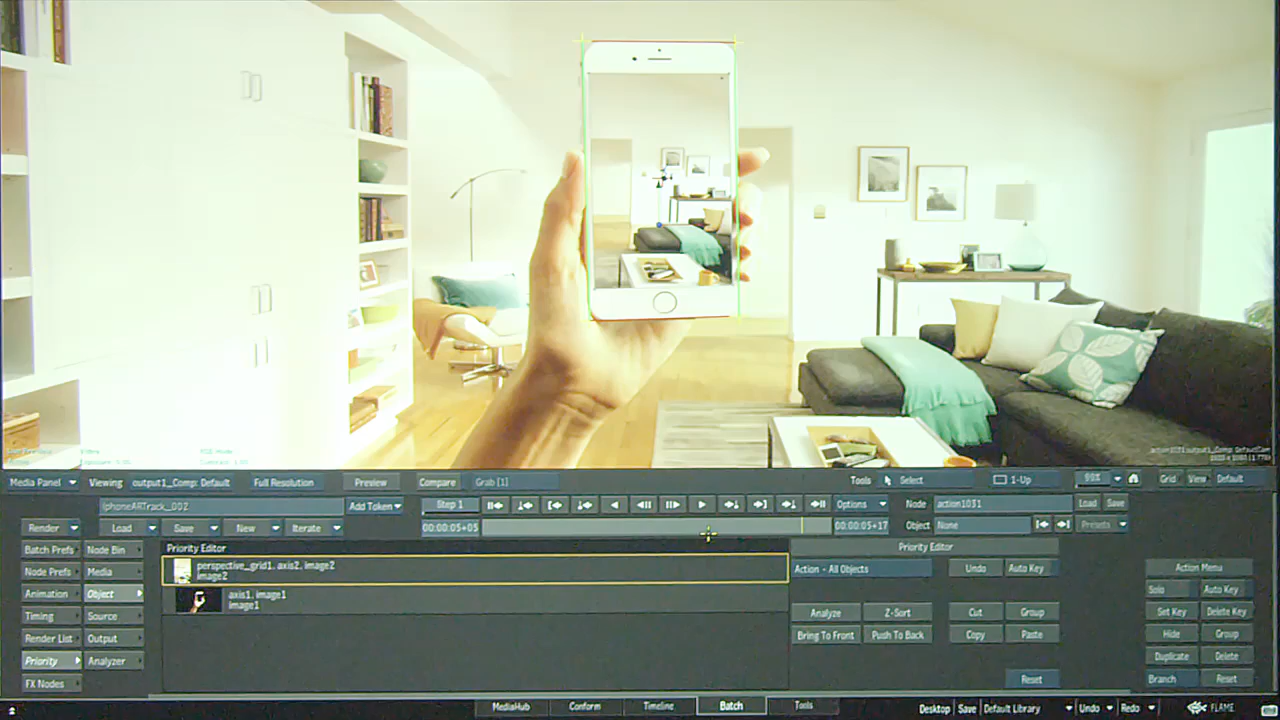 Media Panel Viewing output1_Comp: Default Full Resolution Preview Compare Grab [1] Tools Select 1-Up 99% Grid View Default
iphoneARTrack_002 Add Token Step 1 Options Node action1031 Load Save
Render Load Save Iterate 00:00:05+05 00:00:05+17 Object None Presets
Batch Prefs Node Bin Priority Editor Priority Editor
Node Prefs Media perspective_grid1. axis2, image2 Action - All Objects Undo Auto Key Action Menu
image2
Animation Object axis1, image1 Solo Auto Key
image1
Timing Source Analyze Z-Sort Cut Group Set Key Delete Key
Render List Output Bring To Front Push To Back Copy Paste Hide Group
Priority Analyzer Duplicate Delete
FX Nodes Reset Branch Reset
MediaHub Conform Timeline Batch Tools Desktop Save Default Library Undo Redo FLAME